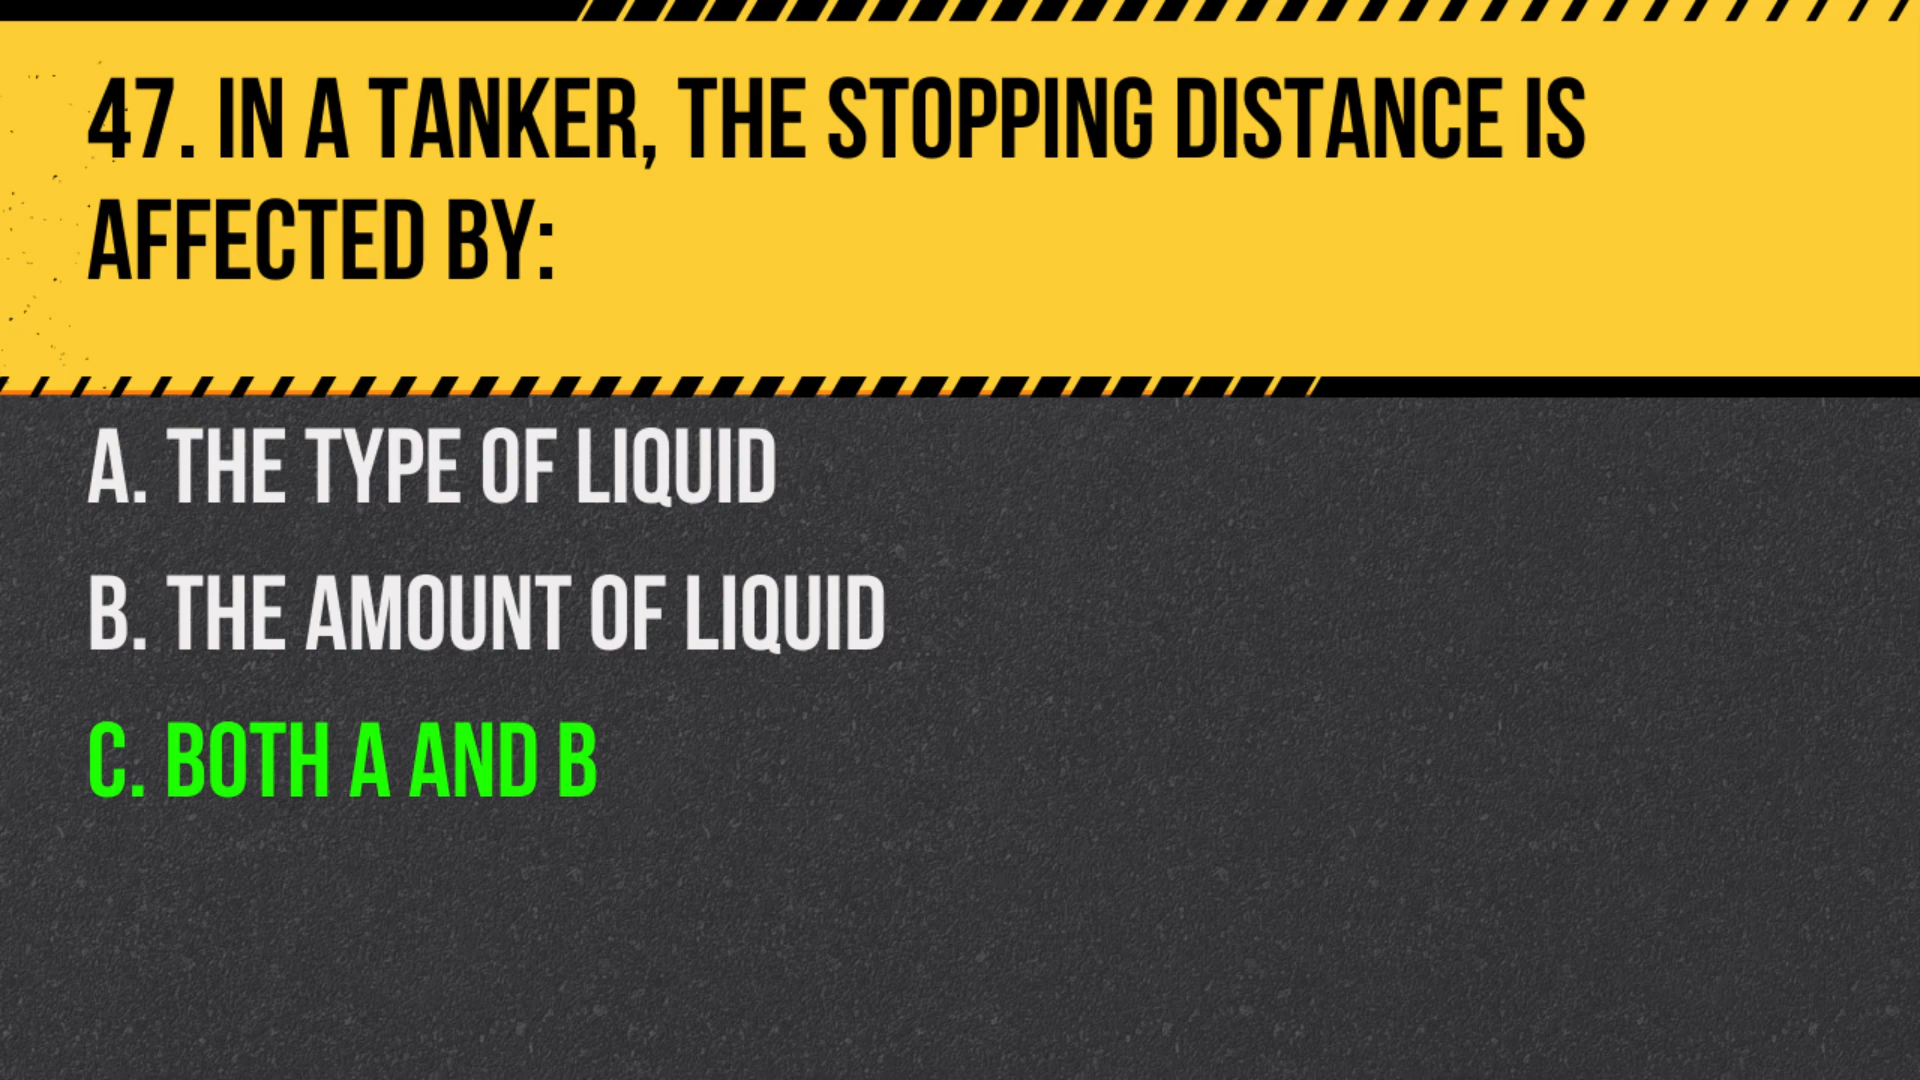 47. IN A TANKER, THE STOPPING DISTANCE IS
AFFECTED BY:
A. THE TYPE OF LIQUID
B. THE AMOUNT OF LIQUID
C. BOTH A AND B